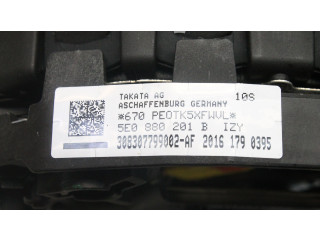 TAKATA AG 10S
ASCHAFFENBURG GERMANY
*670 PEOTK5XFWVL*
5E0 880 201 B IZY
308307799002-AF 2016 179 0395